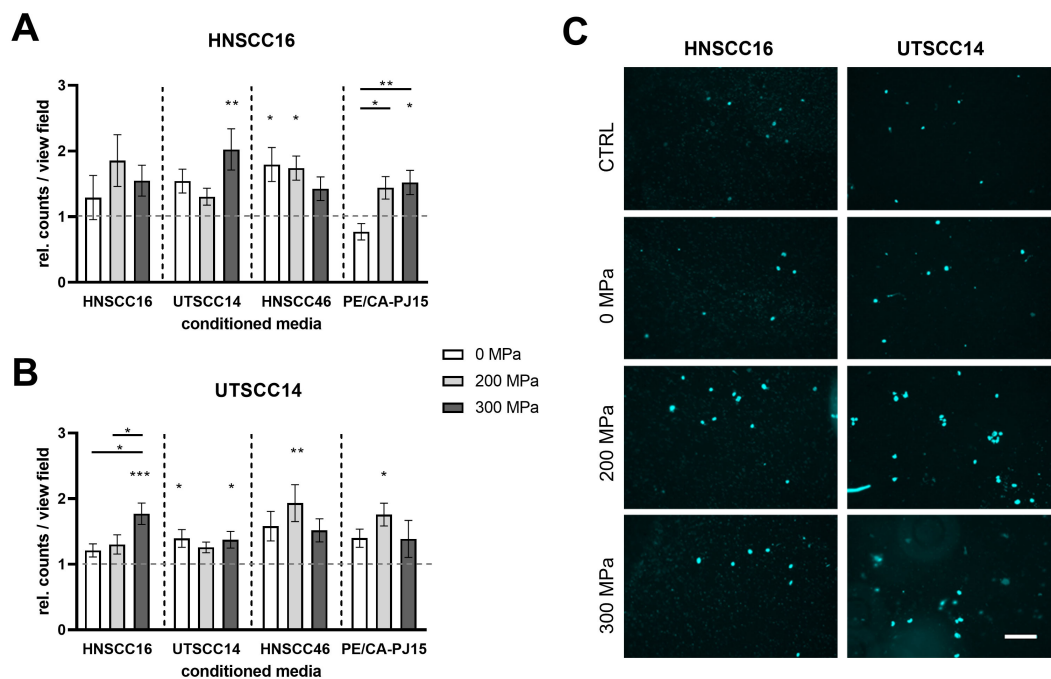 A
HNSCC16
rel. counts / view field
3
2
1
0
**
* *
**
*
*
HNSCC16 UTSCC14 HNSCC46 PE/CA-PJ15
conditioned media
0 MPa
200 MPa
300 MPa
B
UTSCC14
rel. counts / view field
3
2
1
0
*
*
***
* *
**
*
HNSCC16 UTSCC14 HNSCC46 PE/CA-PJ15
conditioned media
C
HNSCC16 UTSCC14
CTRL
0 MPa
200 MPa
300 MPa